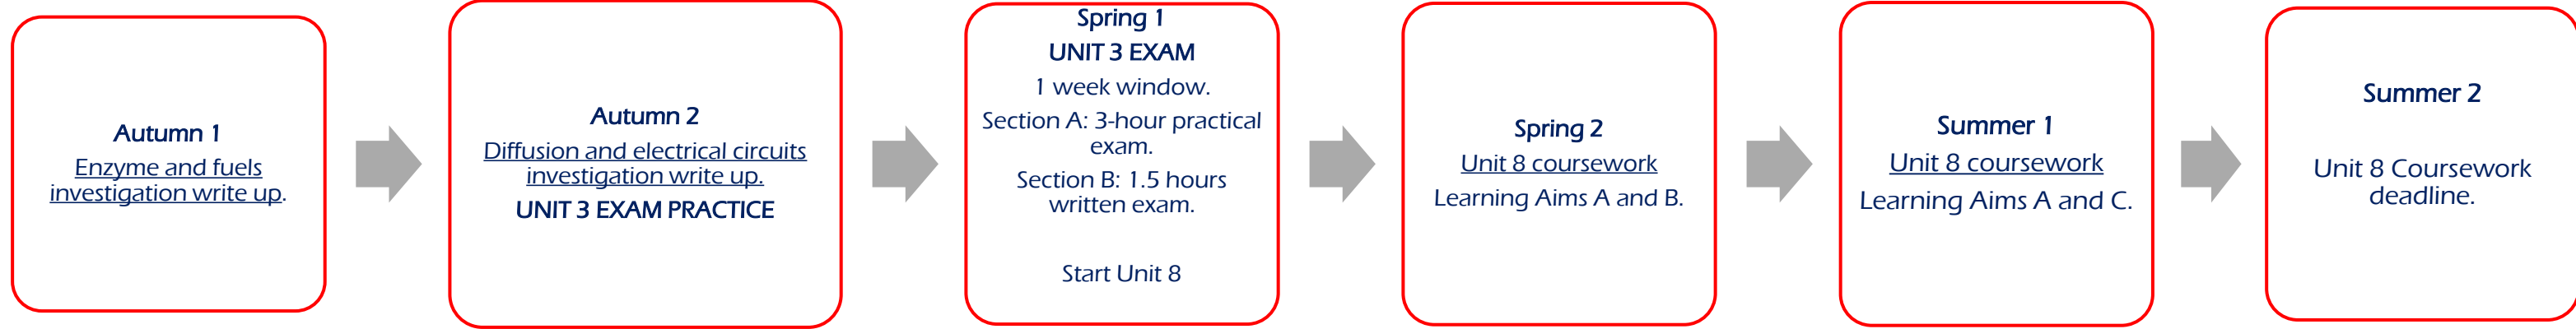 Autumn 1
Enzyme and fuels
investigation write up.
Autumn 2
Diffusion and electrical circuits
investigation write up.
UNIT 3 EXAM PRACTICE
Spring 1
UNIT 3 EXAM
1 week window.
Section A: 3-hour practical
exam.
Section B: 1.5 hours
written exam.
Start Unit 8
Spring 2
Unit 8 coursework
Learning Aims A and B.
Summer 1
Unit 8 coursework
Learning Aims A and C.
Summer 2
Unit 8 Coursework
deadline.